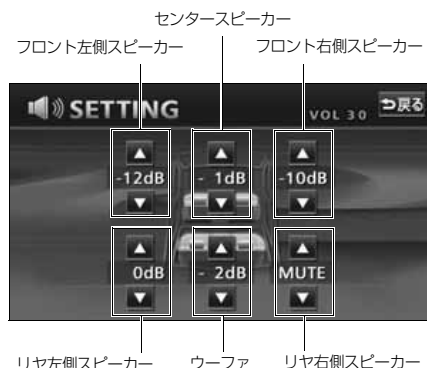 センタースピーカー
フロント左側スピーカー
フロント右側スピーカー
SETTING
VOL 30
戻る
-12dB
- 1dB
-10dB
0dB
- 2dB
MUTE
リヤ左側スピーカー
ウーファ
リヤ右側スピーカー